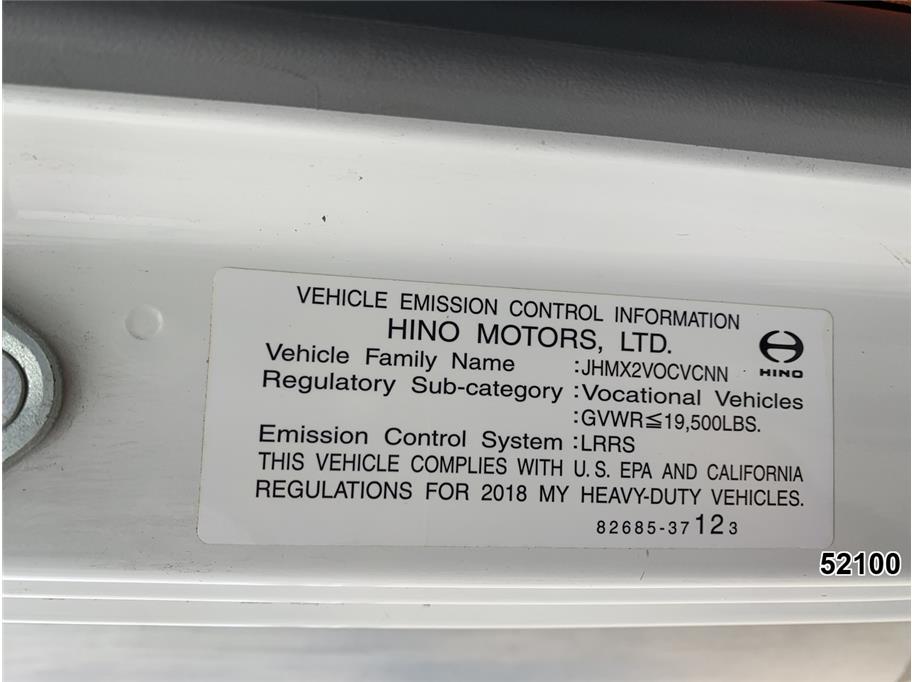 VEHICLE EMISSION CONTROL INFORMATION
HINO MOTORS, LTD.
HINO
Vehicle Family Name :JHMX2VOCVCNN
Regulatory Sub-category :Vocational Vehicles
:GVWR≦19,500LBS.
Emission Control System :LRRS
THIS VEHICLE COMPLIES WITH U.S. EPA AND CALIFORNIA
REGULATIONS FOR 2018 MY HEAVY-DUTY VEHICLES.
82685-37123
52100